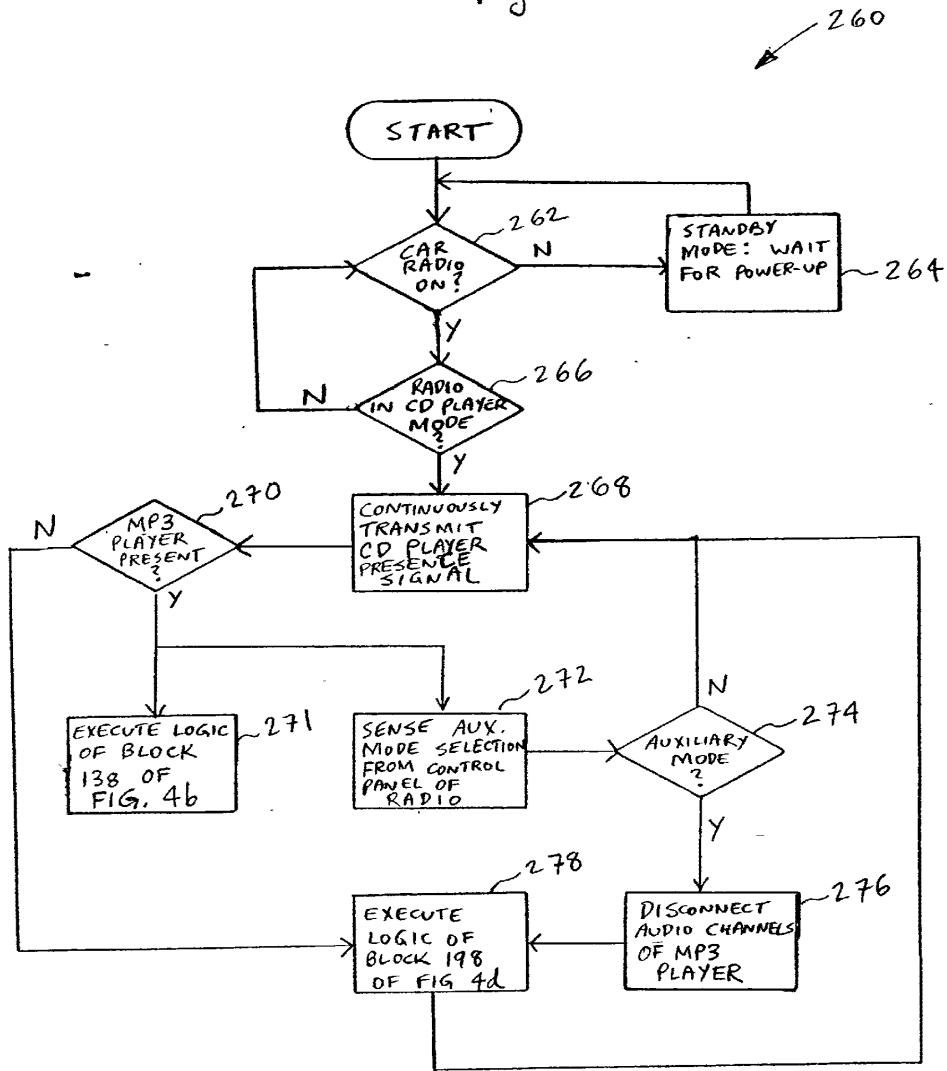 260
START
262
CAR
RADIO
ON?
N
STANDBY
MODE: WAIT
FOR POWER-UP
264
Y
266
RADIO
IN CD PLAYER
MODE
?
N
Y
268
CONTINUOUSLY
TRANSMIT
CD PLAYER
PRESENCE
SIGNAL
270
N
MP3
PLAYER
PRESENT
?
Y
271
EXECUTE LOGIC
OF BLOCK
138 OF
FIG. 4b
272
SENSE AUX.
MODE SELECTION
FROM CONTROL
PANEL OF
RADIO
N
274
AUXILIARY
MODE
?
Y
278
EXECUTE
LOGIC OF
BLOCK 198
OF FIG 4d
276
DISCONNECT
AUDIO CHANNELS
OF MP3
PLAYER